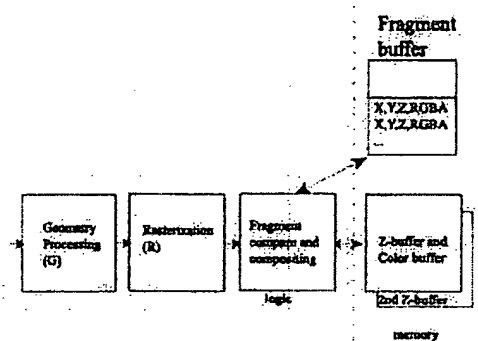 Fragment
buffer
X,Y,Z,RGBA
X,Y,Z,RGBA
...
Geometry
Processing
(G)
Rasterization
(R)
Fragment
compare and
compositing
Z-buffer and
Color buffer
logic
2nd Z-buffer
memory